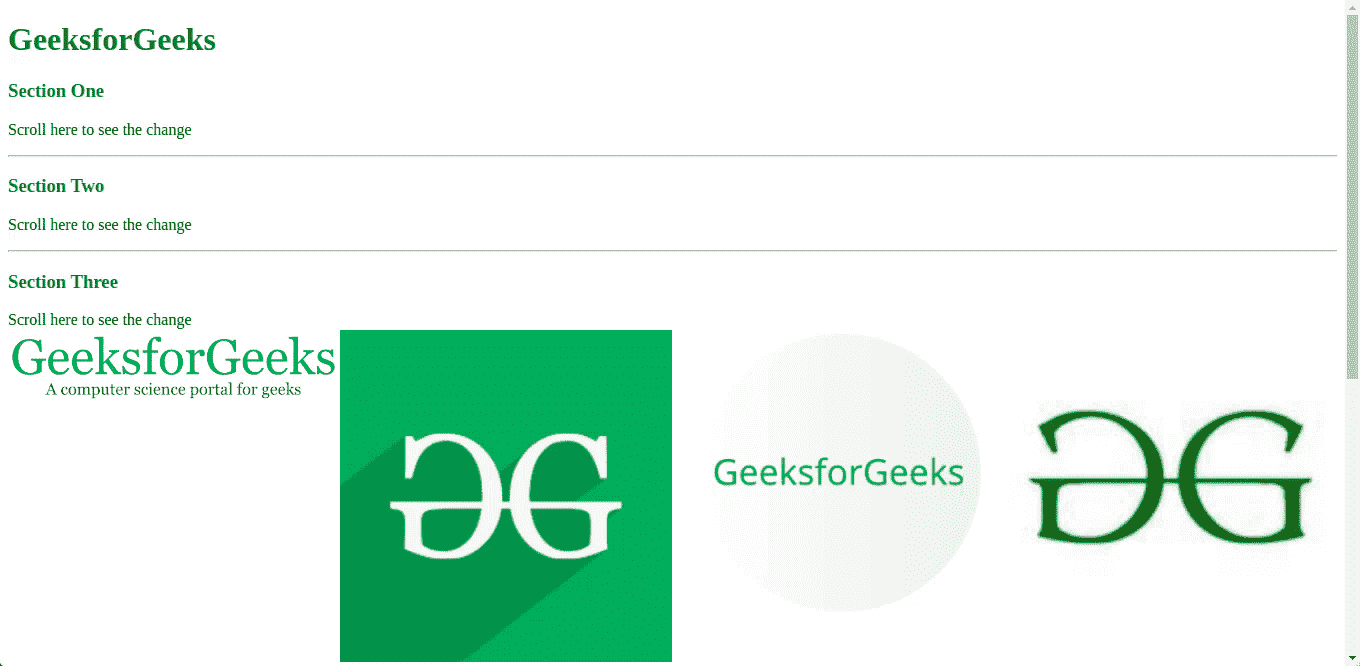 GeeksforGeeks
Section One
Scroll here to see the change
Section Two
Scroll here to see the change
Section Three
Scroll here to see the change
GeeksforGeeks
A computer science portal for geeks
GeeksforGeeks